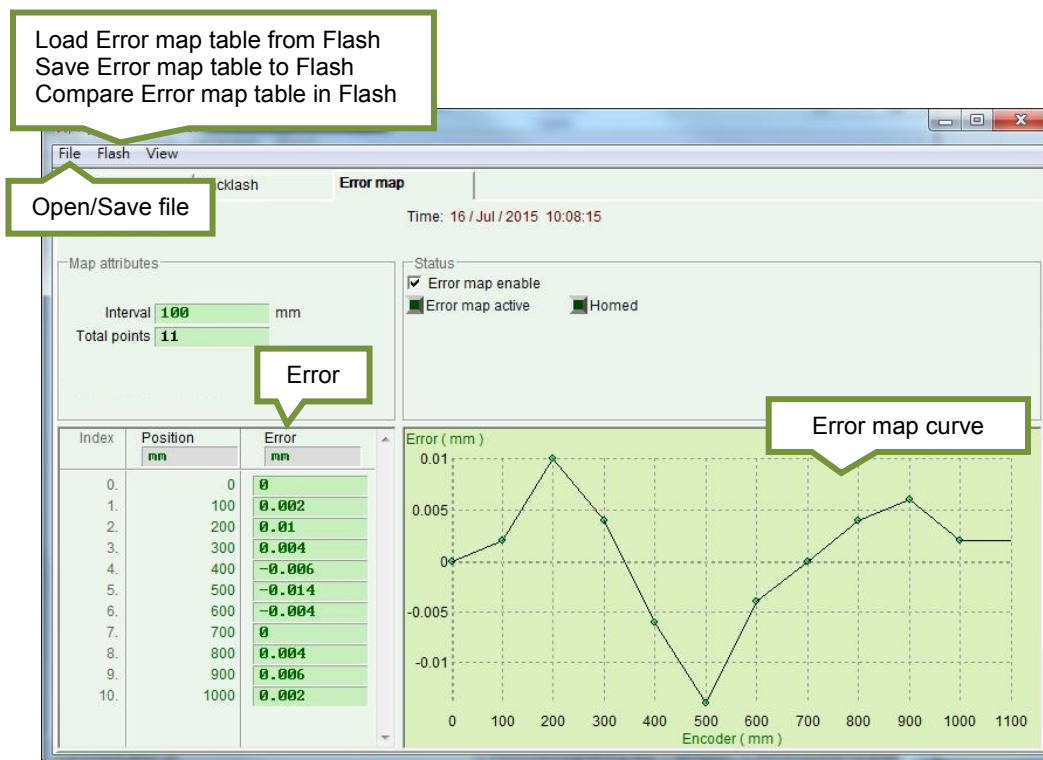 Load Error map table from Flash
Save Error map table to Flash
Compare Error map table in Flash
File Flash View
Open/Save file
Error map
Time: 16 / Jul / 2015 10:08:15
Map attributes
Interval 100 mm
Total points 11
Status
Error map enable
Error map active Homed
Error
Index Position Error
mm mm
0. 0 0
1. 100 0.002
2. 200 0.01
3. 300 0.004
4. 400 -0.006
5. 500 -0.014
6. 600 -0.004
7. 700 0
8. 800 0.004
9. 900 0.006
10. 1000 0.002
Error map curve
Error ( mm )
0.01
0.005
0
-0.005
-0.01
0 100 200 300 400 500 600 700 800 900 1000 1100
Encoder ( mm )